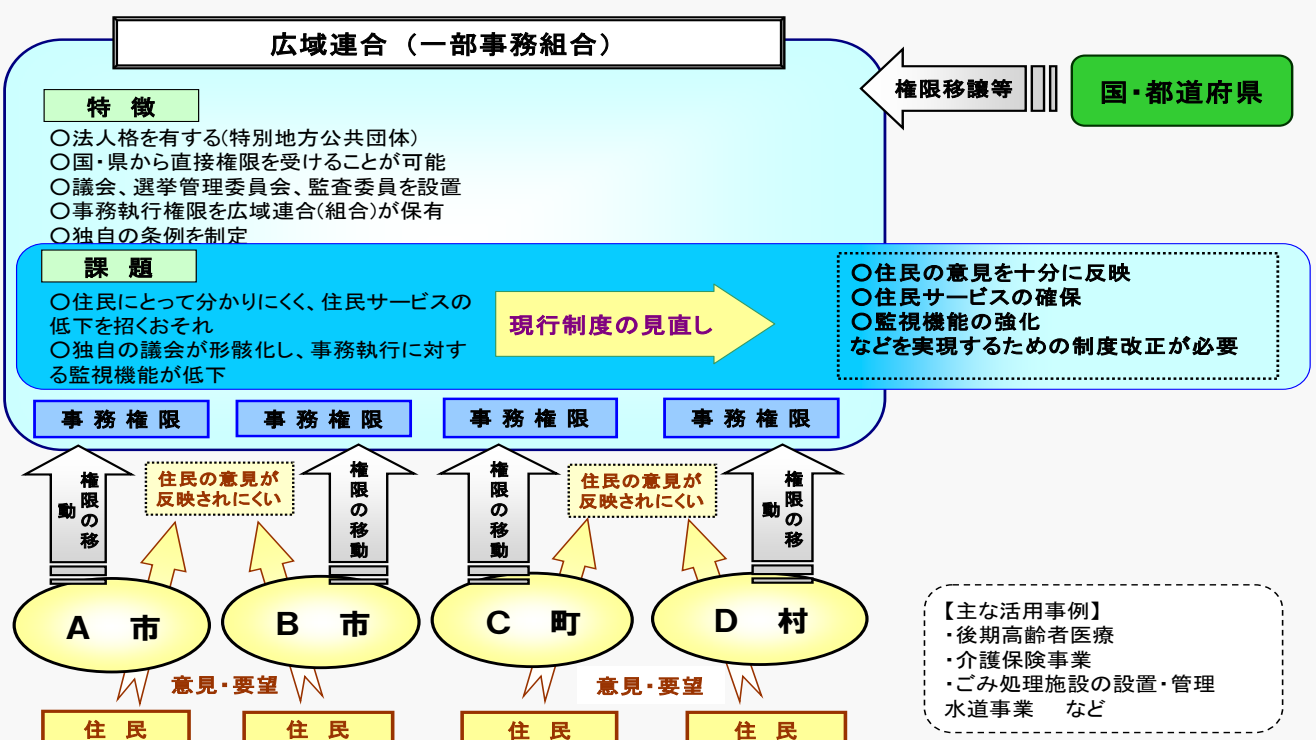 広域連合（一部事務組合）
権限移譲等
国・都道府県
特 徴
○法人格を有する(特別地方公共団体）
○国・県から直接権限を受けることが可能
○議会、選挙管理委員会、監査委員を設置
○事務執行権限を広域連合(組合)が保有
○独自の条例を制定
課 題
○住民にとって分かりにくく、住民サービスの
低下を招くおそれ
○独自の議会が形骸化し、事務執行に対す
る監視機能が低下
現行制度の見直し
○住民の意見を十分に反映
○住民サービスの確保
○監視機能の強化
などを実現するための制度改正が必要
事 務 権 限
事 務 権 限
事 務 権 限
事 務 権 限
権限の移動
住民の意見が
反映されにくい
権限の移動
権限の移動
住民の意見が
反映されにくい
権限の移動
A 市
B 市
C 町
D 村
意見・要望
意見・要望
住 民
住 民
住 民
住 民
【主な活用事例】
・後期高齢者医療
・介護保険事業
・ごみ処理施設の設置・管理
水道事業 など